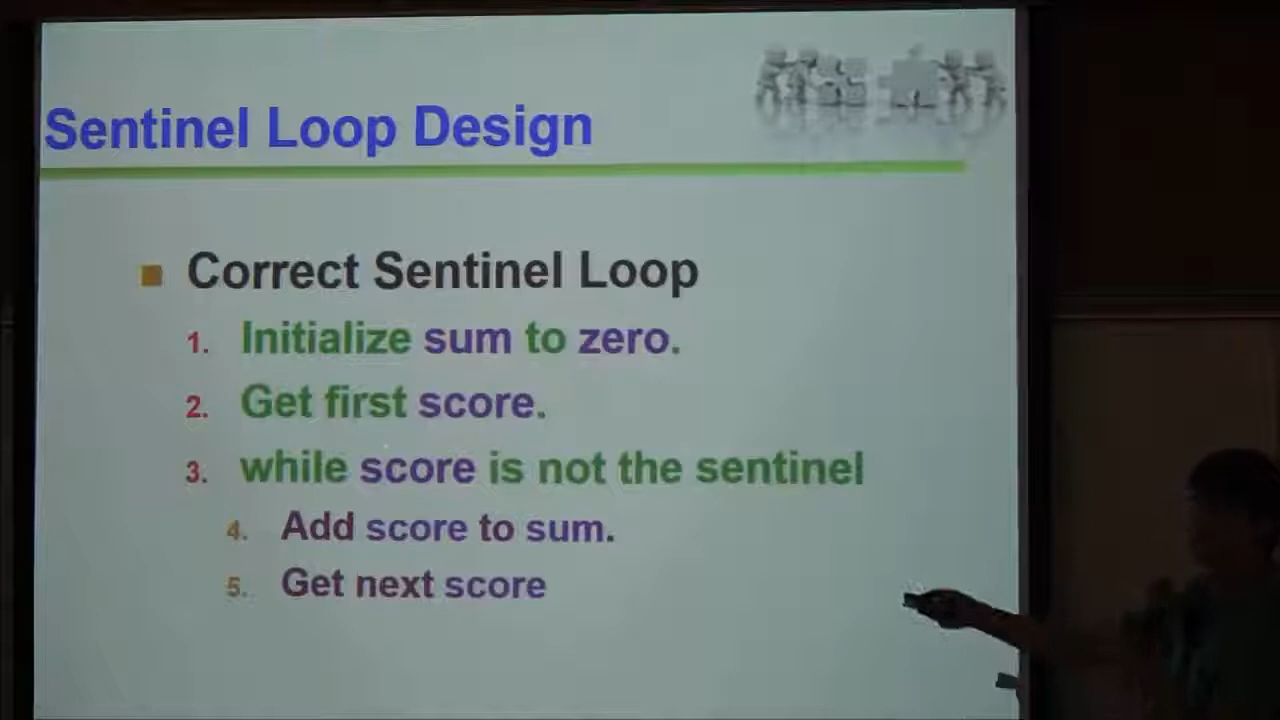 Sentinel Loop Design
Correct Sentinel Loop
1. Initialize sum to zero.
2. Get first score.
3. while score is not the sentinel
4. Add score to sum.
5. Get next score